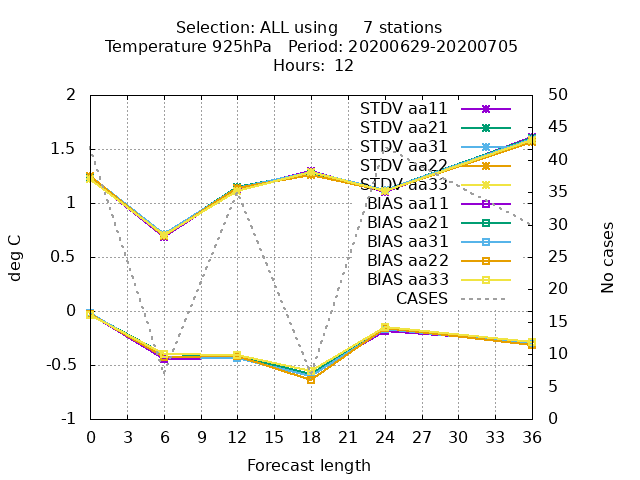 Selection: ALL using     7 stations
Temperature 925hPa   Period: 20200629-20200705
Hours: 12
STDV aa11
STDV aa21
STDV aa31
STDV aa22
STDV aa33
BIAS aa11
BIAS aa21
BIAS aa31
BIAS aa22
BIAS aa33
CASES
2
1.5
1
0.5
0
-0.5
-1
deg C
50
45
40
35
30
25
20
15
10
5
0
No cases
0 3 6 9 12 15 18 21 24 27 30 33 36
Forecast length